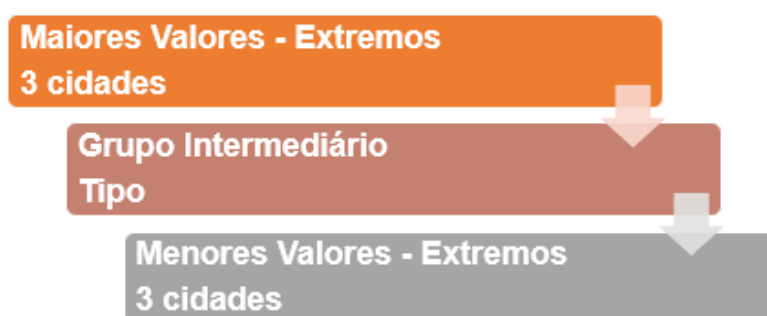 Maiores Valores - Extremos
3 cidades
Grupo Intermediário
Tipo
Menores Valores - Extremos
3 cidades